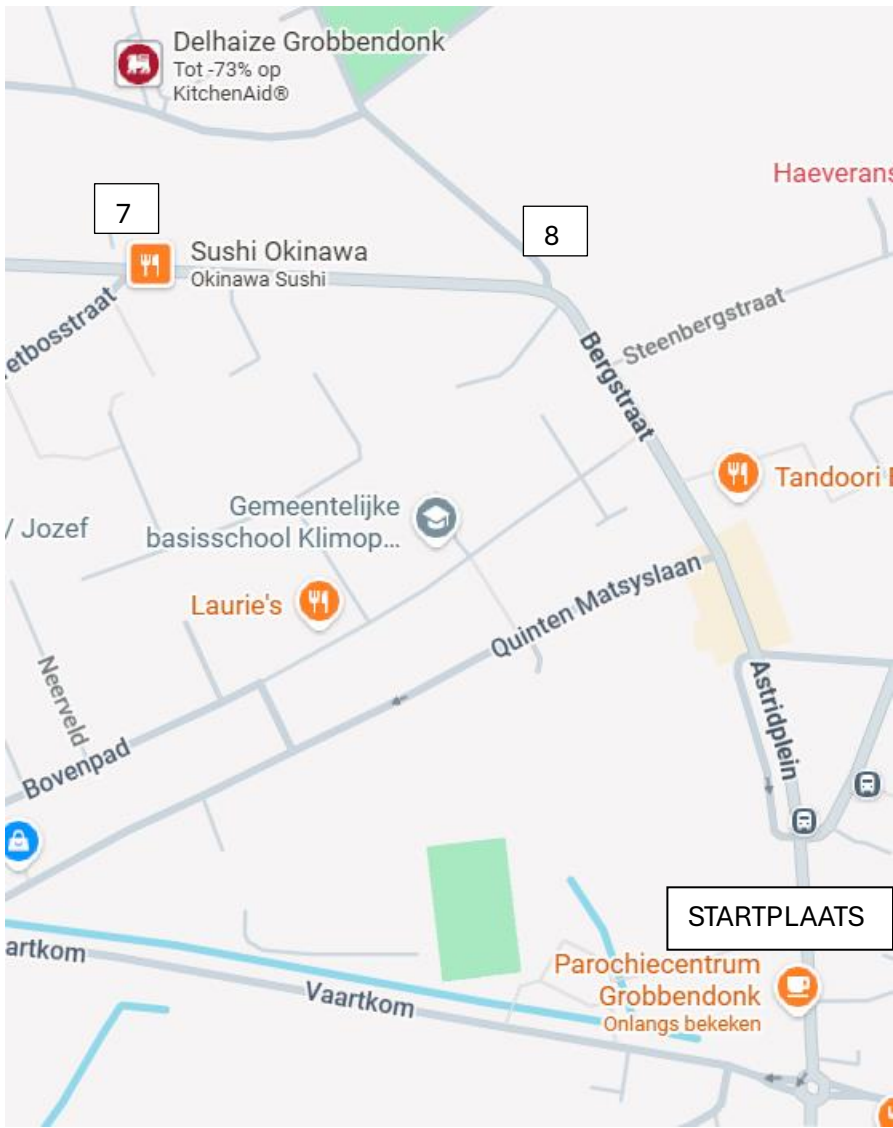 Delhaize Grobbendonk
Tot -73% op
KitchenAid®
Haeverans
7
8
Sushi Okinawa
Okinawa Sushi
etbosstraat
Steenbergstraat
Bergstraat
Tandoori
Gemeentelijke
basisschool Klimop...
/ Jozef
Laurie's
Quinten Matsyslaan
Neerveld
Astridplein
Bovenpad
STARTPLAATS
artkom
Vaartkom
Parochiecentrum
Grobbendonk
Onlangs bekeken